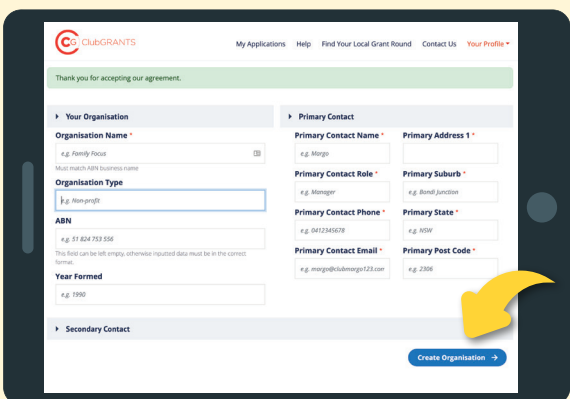 CG ClubGRANTS
My Applications Help Find Your Local Grant Round Contact Us Your Profile
Thank you for accepting our agreement.
Your Organisation
Organisation Name *
e.g. Family Focus
Must match ABN business name
Organisation Type
e.g. Non-profit
ABN
e.g. 51 824 753 556
This field can be left empty, otherwise inputted data must be in the correct
format.
Year Formed
e.g. 1990
Primary Contact
Primary Contact Name * Primary Address 1 *
e.g. Margo
Primary Contact Role * Primary Suburb *
e.g. Manager e.g. Bondi Junction
Primary Contact Phone * Primary State *
e.g. 0412345678 e.g. NSW
Primary Contact Email * Primary Post Code *
e.g. margo@clubmargo123.com e.g. 2306
Secondary Contact
Create Organisation →